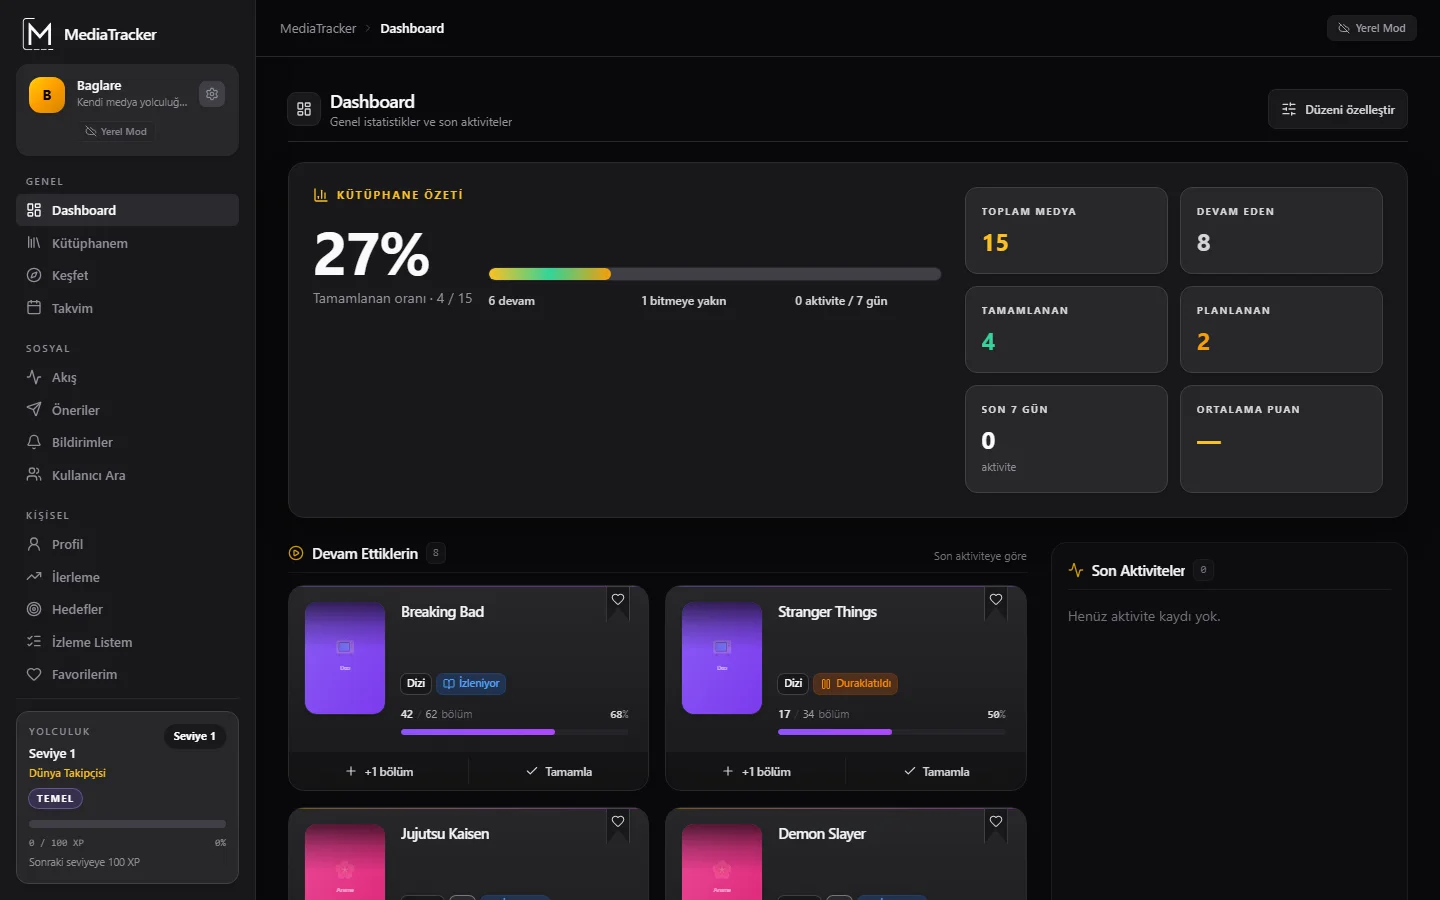 MediaTracker
B
Baglare
Kendi medya yolculuğ...
Yerel Mod
GENEL
Dashboard
Kütüphanem
Keşfet
Takvim
SOSYAL
Akış
Öneriler
Bildirimler
Kullanıcı Ara
KİŞİSEL
Profil
İlerleme
Hedefler
İzleme Listem
Favorilerim
YOLCULUK
Seviye 1
Seviye 1
Dünya Takipçisi
TEMEL
0 / 100 XP 0%
Sonraki seviyeye 100 XP
MediaTracker > Dashboard
Yerel Mod
Dashboard
Genel istatistikler ve son aktiviteler
Düzeni özelleştir
KÜTÜPHANE ÖZETİ
27%
Tamamlanan oranı · 4 / 15
6 devam 1 bitmeye yakın 0 aktivite / 7 gün
TOPLAM MEDYA
15
DEVAM EDEN
8
TAMAMLANAN
4
PLANLANAN
2
SON 7 GÜN
0
aktivite
ORTALAMA PUAN
—
Devam Ettiklerin 8
Son aktiviteye göre
Breaking Bad
Dizi
Dizi İzleniyor
42 / 62 bölüm 68%
+1 bölüm Tamamla
Stranger Things
Dizi
Dizi Duraklatıldı
17 / 34 bölüm 50%
+1 bölüm Tamamla
Jujutsu Kaisen
Anime
Demon Slayer
Anime
Son Aktiviteler 0
Henüz aktivite kaydı yok.